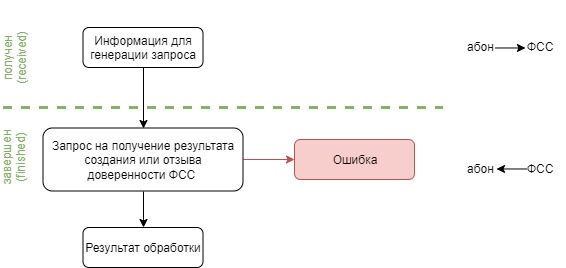 получен
(received)
Информация для
генерации запроса
абон ФСС
завершен
(finished)
Запрос на получение результата
создания или отзыва
доверенности ФСС
Ошибка
абон ФСС
Результат обработки